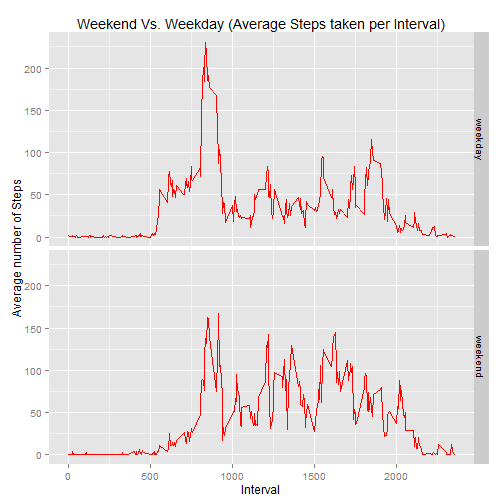 Weekend Vs. Weekday (Average Steps taken per Interval)
200
150
100
50
0
weekday
200
150
100
50
0
weekend
Average number of Steps
0 500 1000 1500 2000
Interval